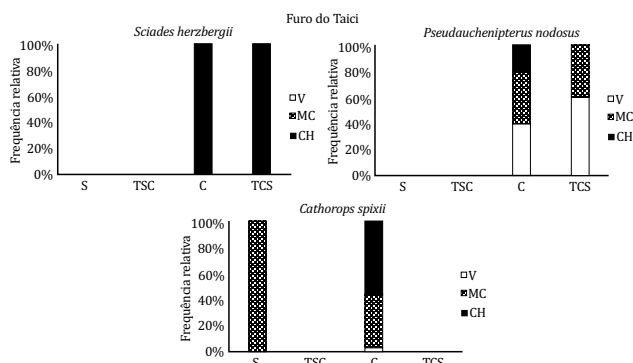 Furo do Taici
Sciades herzbergii
Frequência relativa
100%
80%
60%
40%
20%
0%
S TSC C TCS
V
MC
CH
Pseudauchenipterus nodosus
Frequência relativa
100%
80%
60%
40%
20%
0%
S TSC C TCS
V
MC
CH
Cathorops spixii
Frequência relativa
100%
80%
60%
40%
20%
0%
S TSC C TCS
V
MC
CH